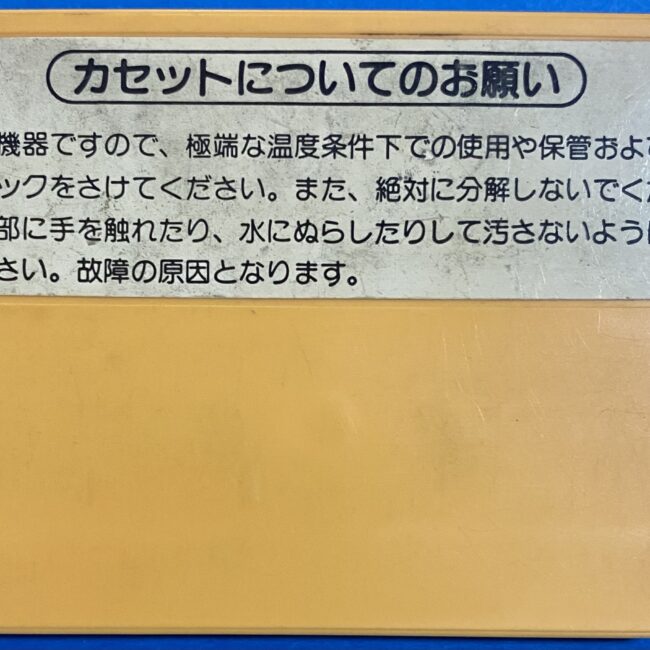 カセットについてのお願い
機器ですので、極端な温度条件下での使用や保管およ
ックをさけてください。また、絶対に分解しないでく
部に手を触れたり、水にぬらしたりして汚さないよう
さい。故障の原因となります。